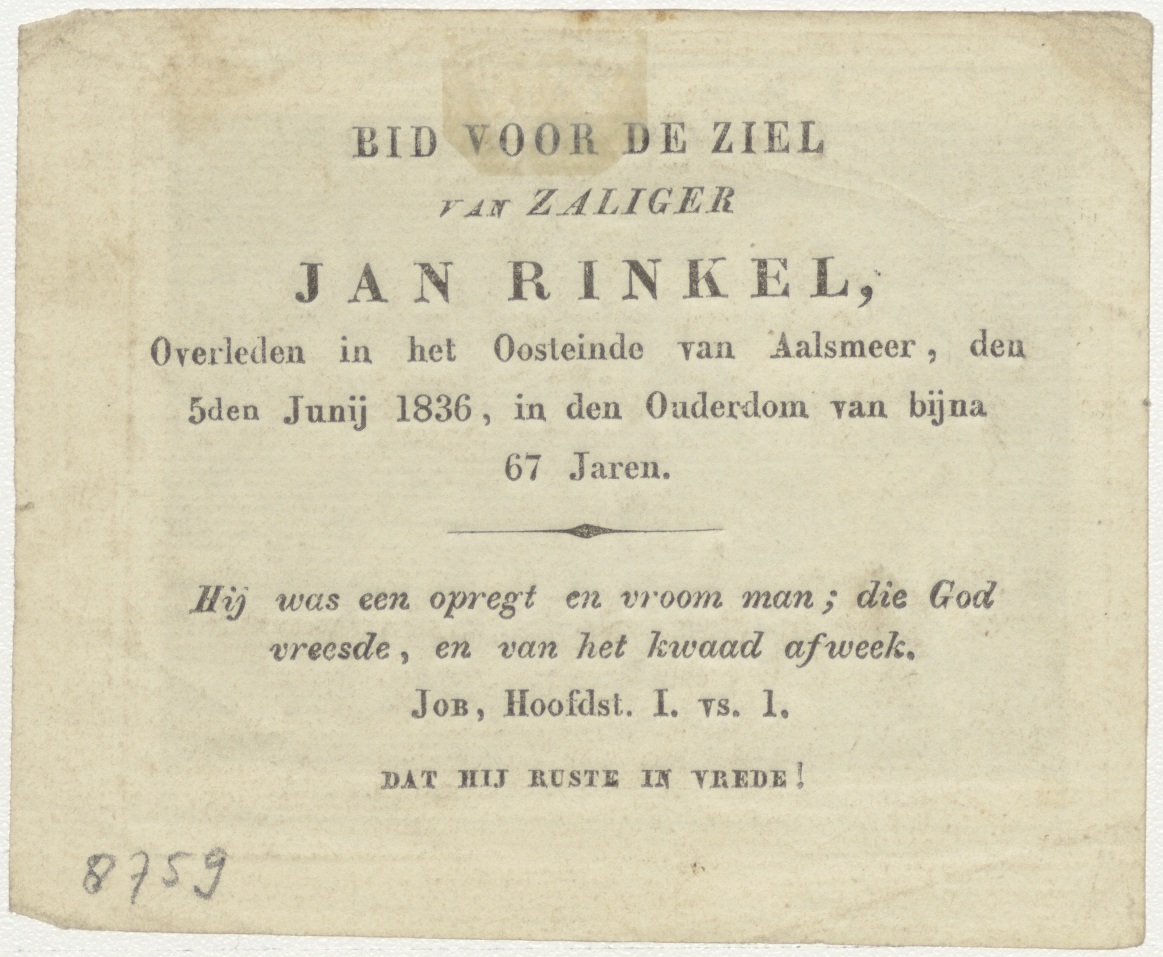 BID VOOR DE ZIEL
VAN ZALIGER
JAN RINKEL,
Overleden in het Oosteinde van Aalsmeer, den
5den Junij 1836, in den Ouderdom van bijna
67 Jaren.
Hij was een opregt en vroom man; die God
vreesde, en van het kwaad afweek.
JOB, Hoofdst. I. vs. 1.
DAT HIJ RUSTE IN VREDE!
8759